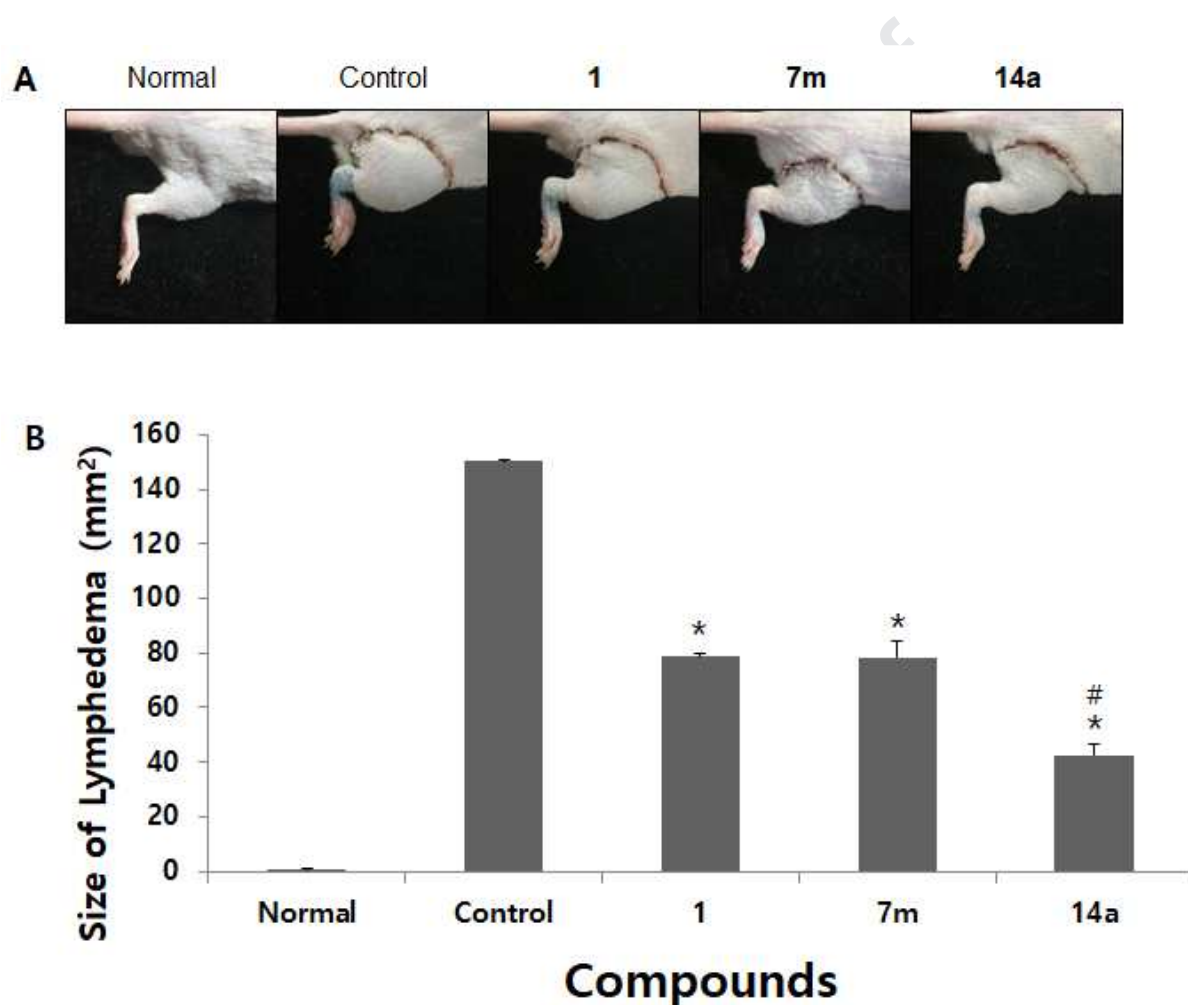 A Normal Control 1 7m 14a
B
Size of Lymphedema (mm²)
160
140
120
100
80
60
40
20
0
*
*
#
*
Normal Control 1 7m 14a
Compounds